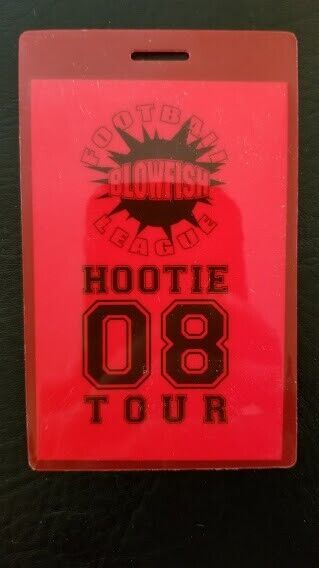 FOOTBALL
BLOWFISH
LEAGUE
HOOTIE
08
TOUR